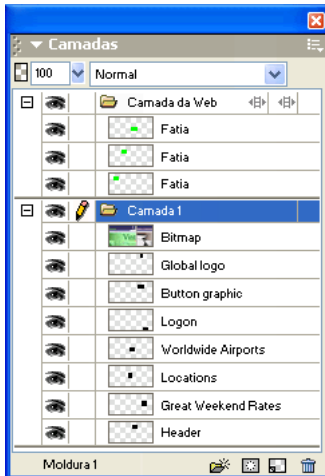 Camadas
100 Normal
Camada da Web
Fatia
Fatia
Fatia
Camada 1
Bitmap
Global logo
Button graphic
Logon
Worldwide Airports
Locations
Great Weekend Rates
Header
Moldura 1